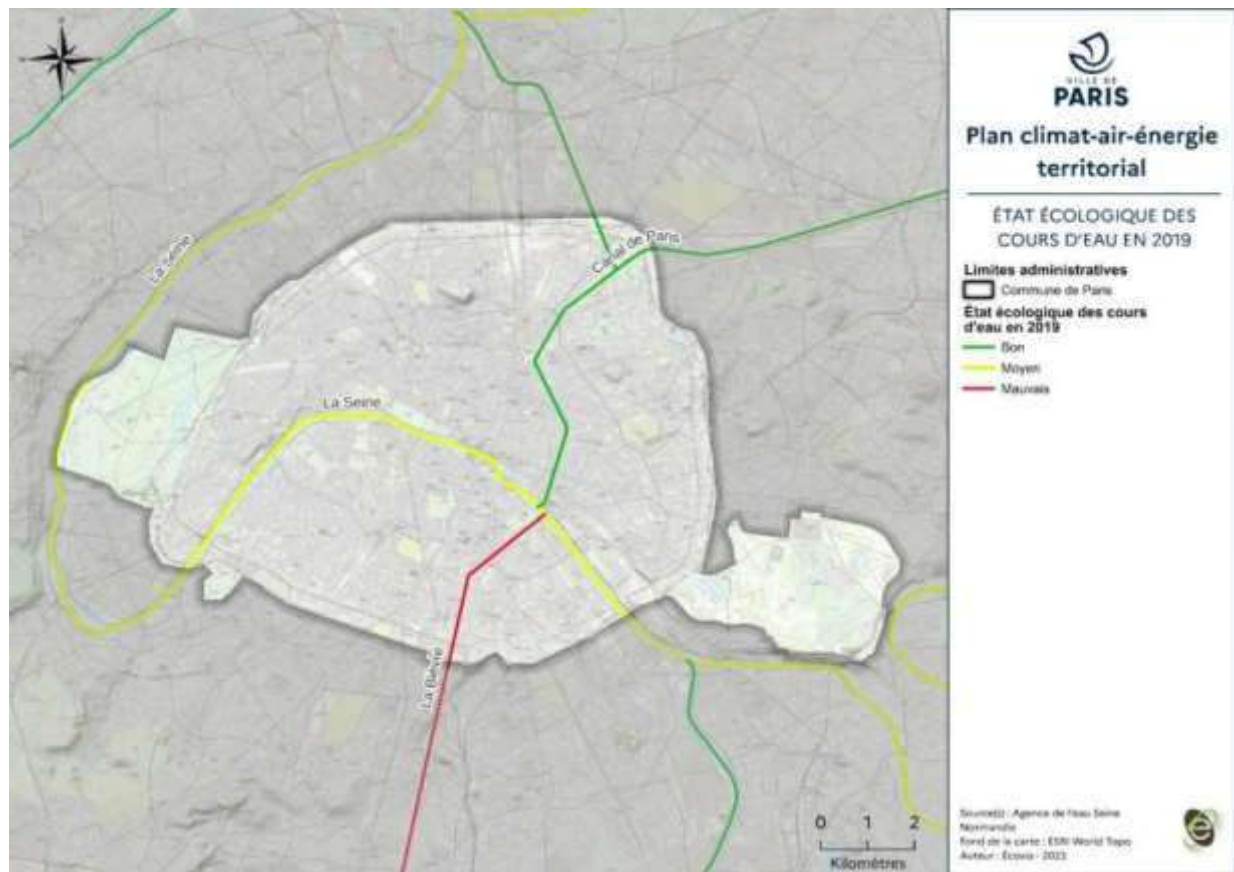 La Seine
Canal de Paris
La Seine
La Bièvre
0 1 2
Kilomètres
VILLE DE
PARIS
Plan climat-air-énergie
territorial
ÉTAT ÉCOLOGIQUE DES
COURS D'EAU EN 2019
Limites administratives
Commune de Paris
État écologique des cours
d'eau en 2019
Bon
Moyen
Mauvais
Source(s) : Agence de l'eau Seine
Normandie
Fond de la carte : ESRI World Topo
Auteur : Écovia - 2023